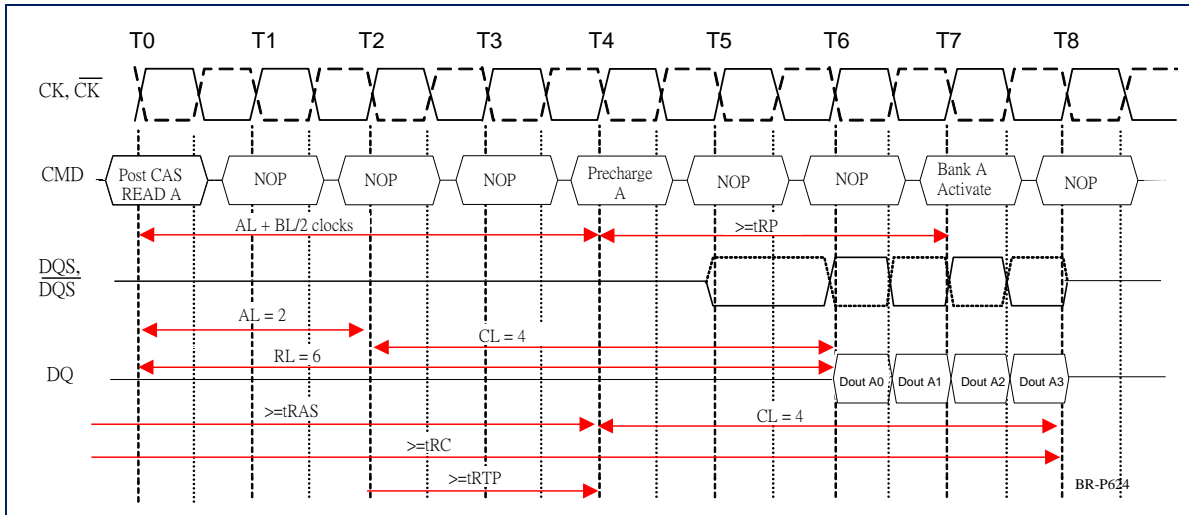 T0 T1 T2 T3 T4 T5 T6 T7 T8
CK, CK
CMD
Post CAS
READ A
NOP
NOP
NOP
Precharge
A
NOP
NOP
Bank A
Activate
NOP
AL + BL/2 clocks
>=tRP
DQS,
DQS
AL = 2
CL = 4
RL = 6
DQ
Dout A0
Dout A1
Dout A2
Dout A3
>=tRAS
CL = 4
>=tRC
>=tRTP
BR-P624